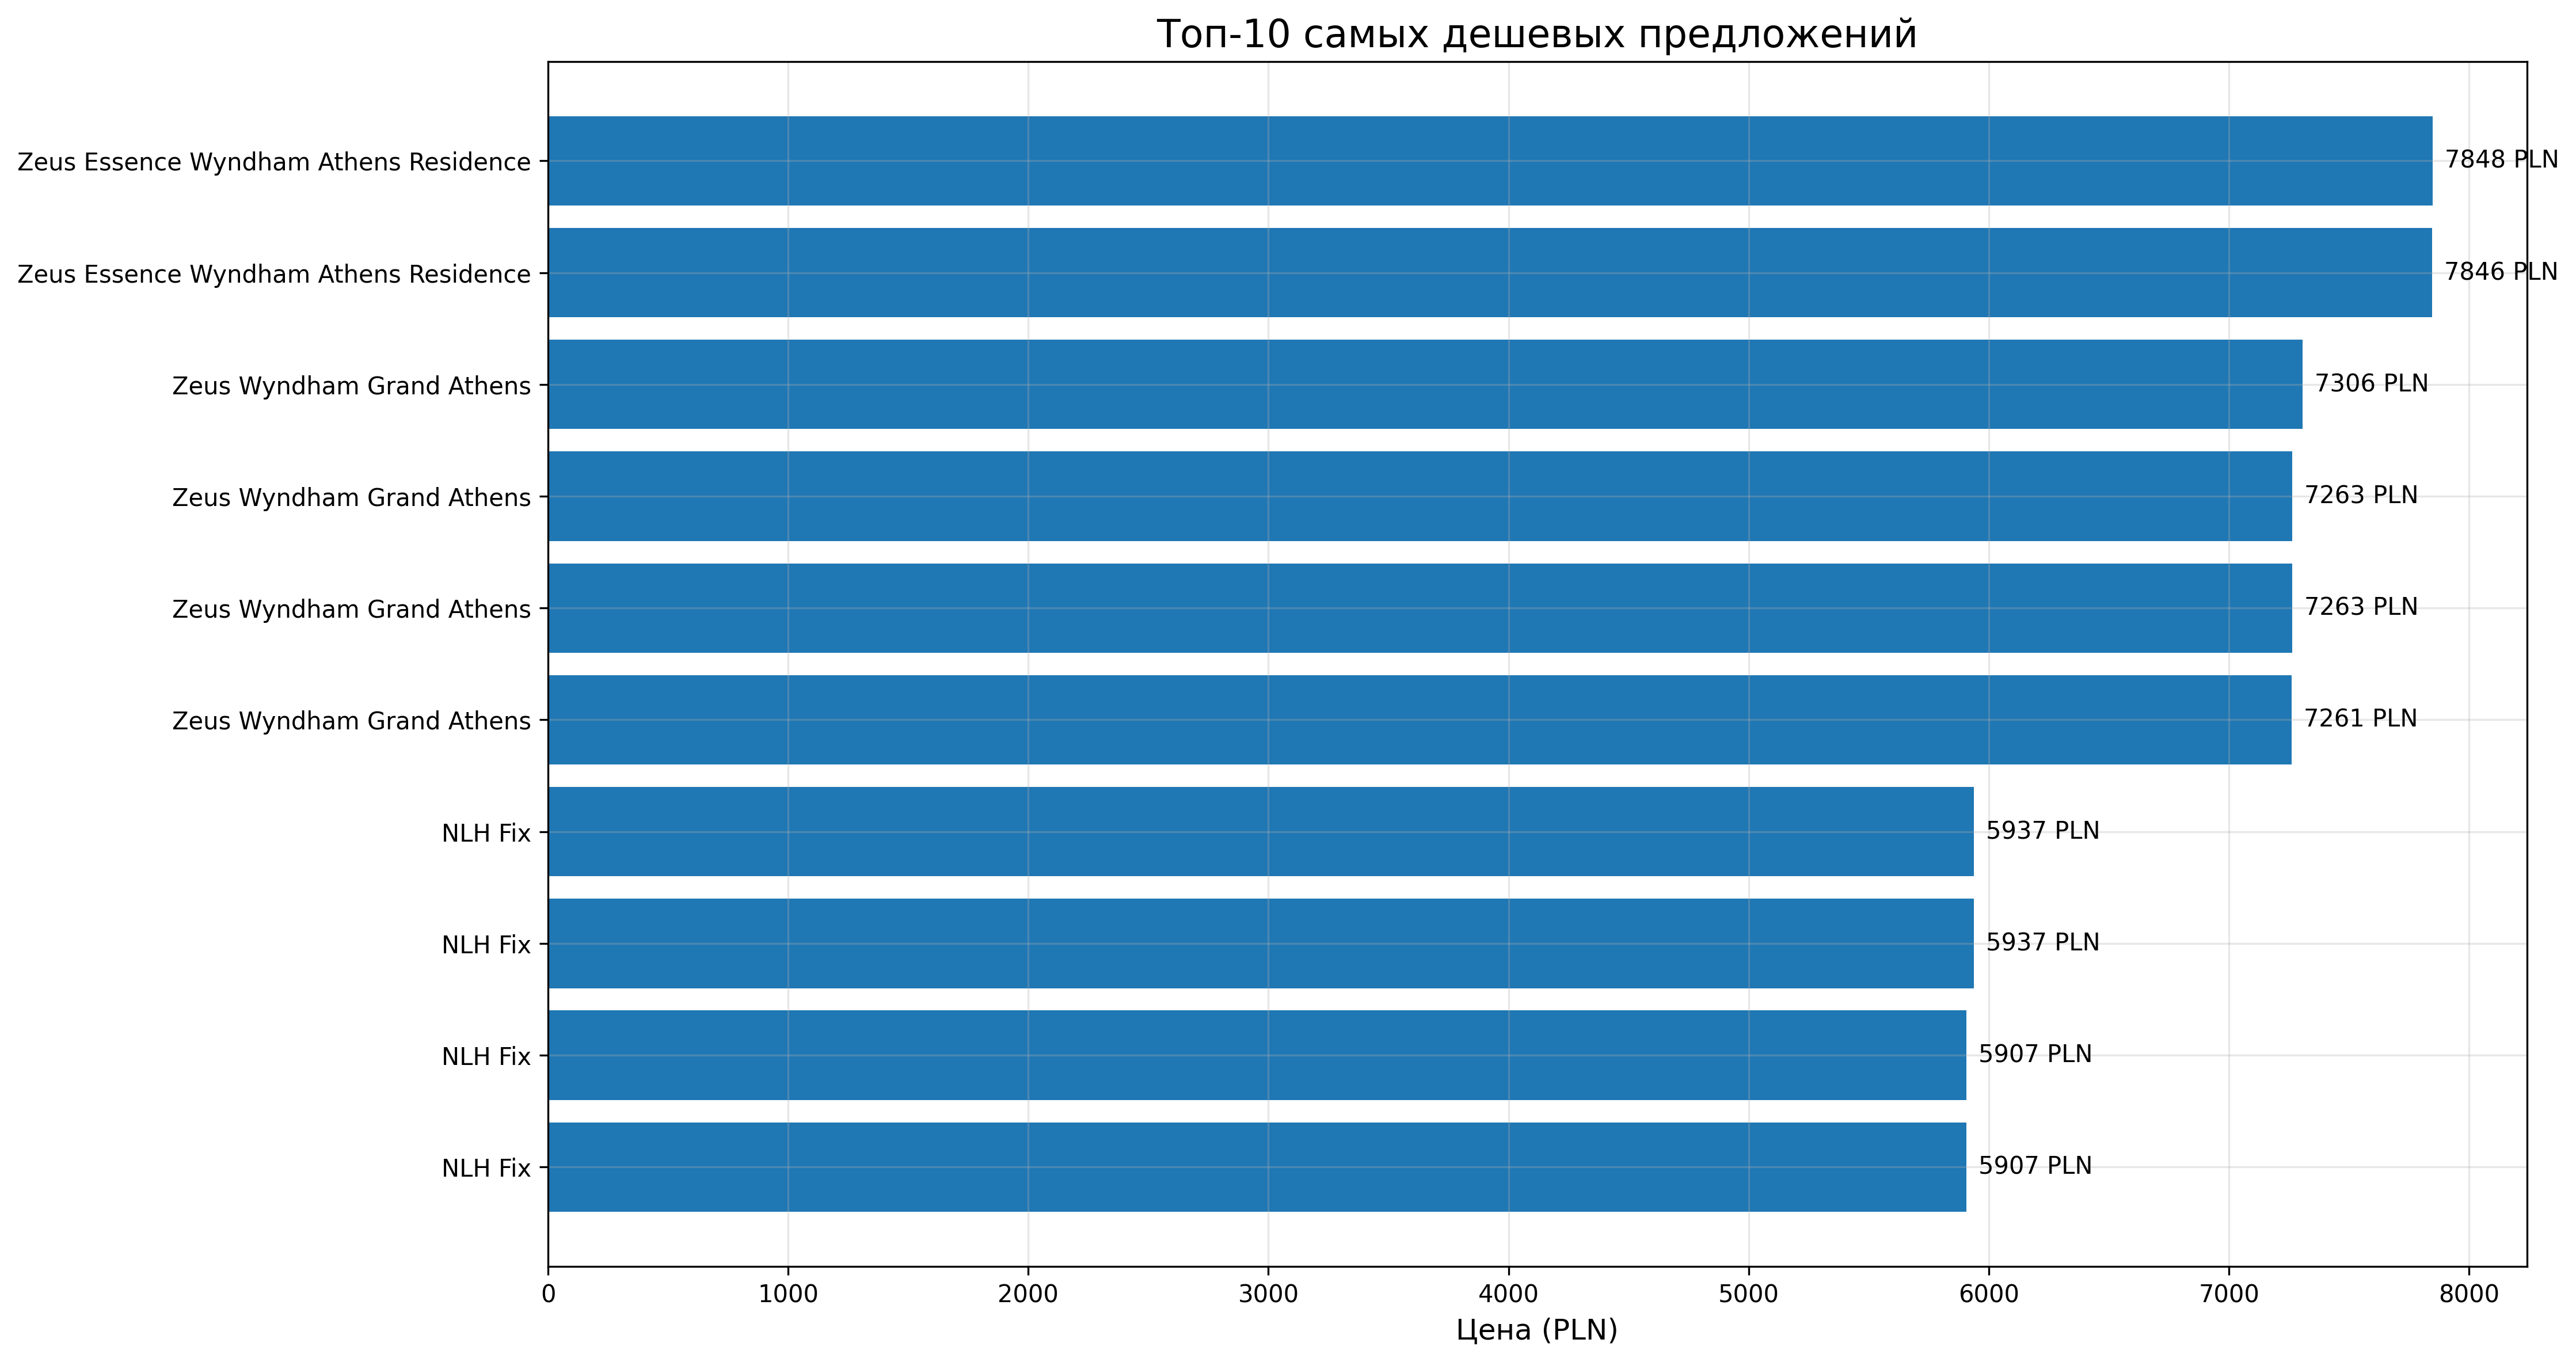 Топ-10 самых дешевых предложений
Zeus Essence Wyndham Athens Residence 7848 PLN
Zeus Essence Wyndham Athens Residence 7846 PLN
Zeus Wyndham Grand Athens 7306 PLN
Zeus Wyndham Grand Athens 7263 PLN
Zeus Wyndham Grand Athens 7263 PLN
Zeus Wyndham Grand Athens 7261 PLN
NLH Fix 5937 PLN
NLH Fix 5937 PLN
NLH Fix 5907 PLN
NLH Fix 5907 PLN
0 1000 2000 3000 4000 5000 6000 7000 8000
Цена (PLN)